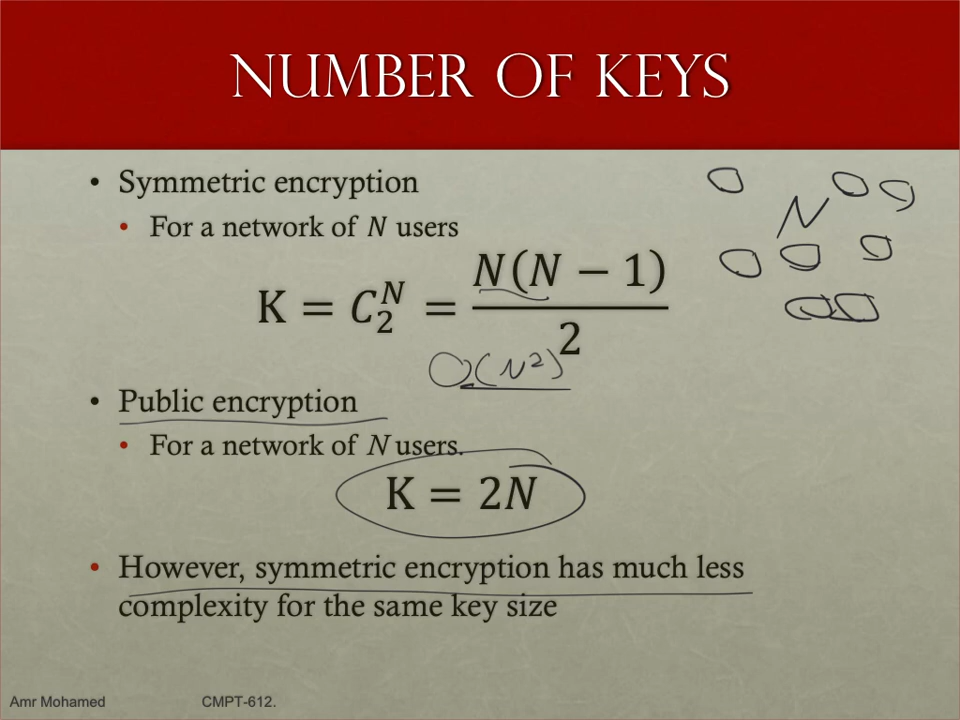 NUMBER OF KEYS
• Symmetric encryption
• For a network of N users
N
K = C₂ᴺ = N(N − 1) / 2
O(N²)
• Public encryption
• For a network of N users.
K = 2N
• However, symmetric encryption has much less
complexity for the same key size
Amr Mohamed CMPT-612.